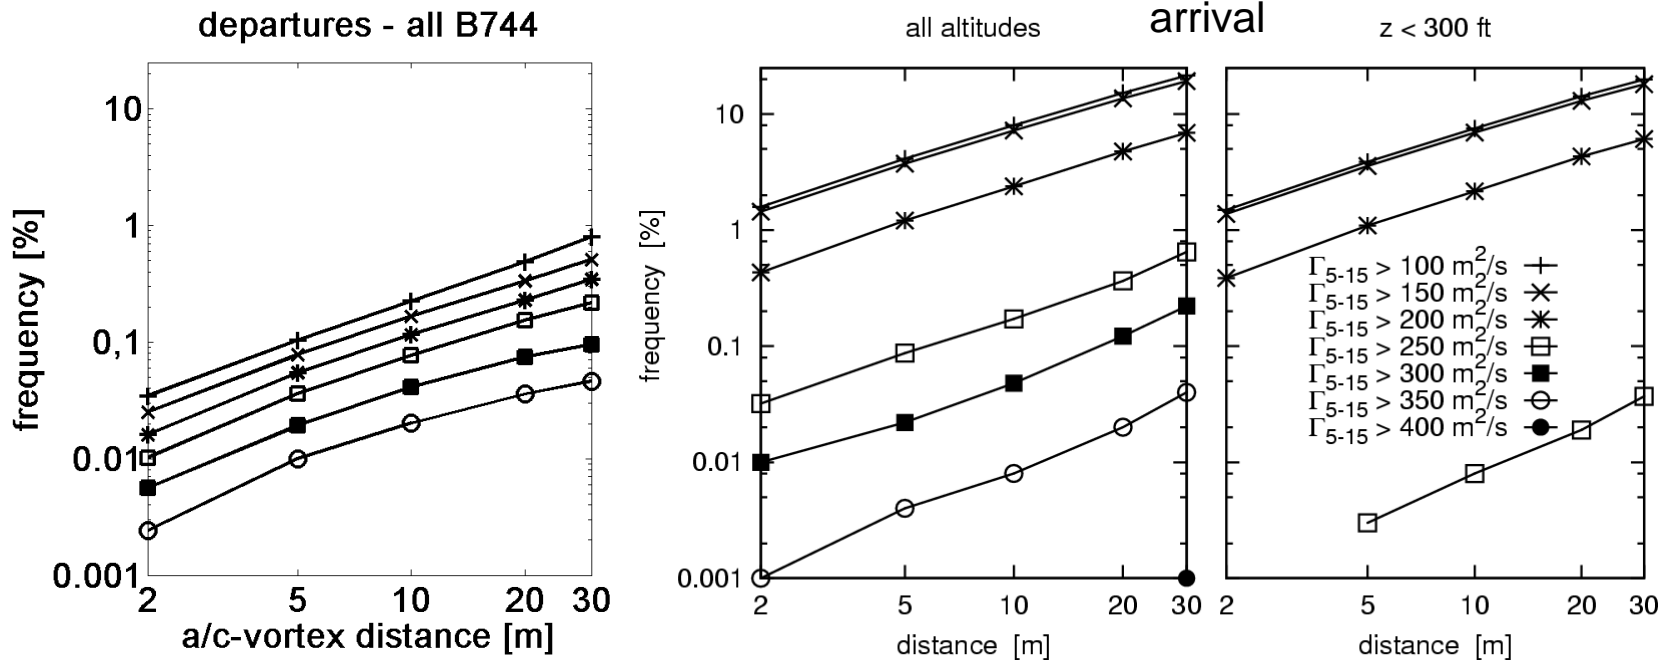 departures - all B744
frequency [%]
10
1
0,1
0.01
0.001
2 5 10 20 30
a/c-vortex distance [m]
arrival
all altitudes
frequency [%]
10
1
0.1
0.01
0.001
2 5 10 20 30
distance [m]
z < 300 ft
Γ5-15 > 100 m²/s
Γ5-15 > 150 m²/s
Γ5-15 > 200 m²/s
Γ5-15 > 250 m²/s
Γ5-15 > 300 m²/s
Γ5-15 > 350 m²/s
Γ5-15 > 400 m²/s
2 5 10 20 30
distance [m]